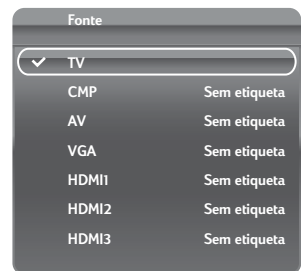 Fonte
TV
CMP Sem etiqueta
AV Sem etiqueta
VGA Sem etiqueta
HDMI1 Sem etiqueta
HDMI2 Sem etiqueta
HDMI3 Sem etiqueta